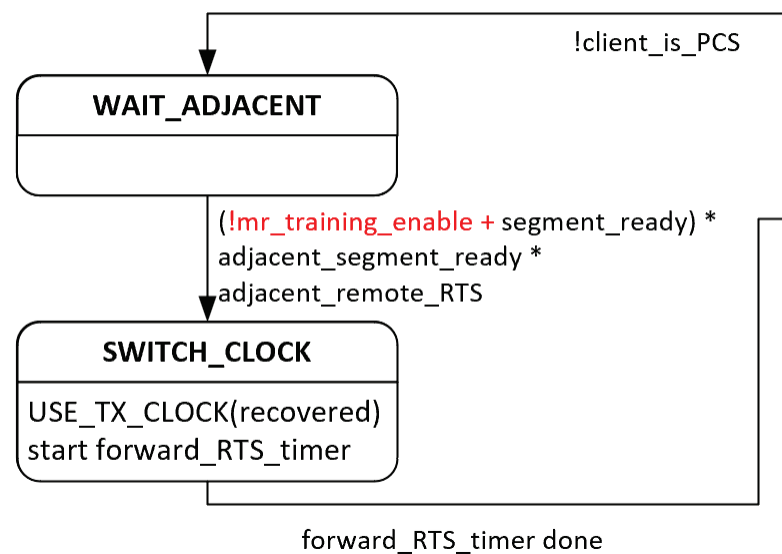 !client_is_PCS
WAIT_ADJACENT
(!mr_training_enable + segment_ready) *
adjacent_segment_ready *
adjacent_remote_RTS
SWITCH_CLOCK
USE_TX_CLOCK(recovered)
start forward_RTS_timer
forward_RTS_timer done